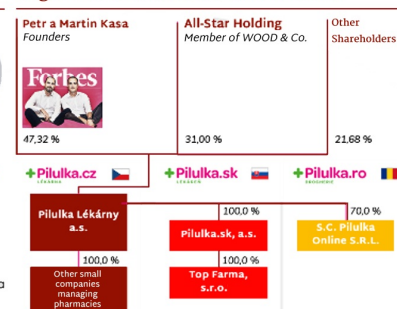 Petr a Martin Kasa
Founders
All-Star Holding
Member of WOOD & Co.
Other
Shareholders
Forbes
47,32 %
31,00 %
21,68 %
Pilulka.cz
LÉKÁRNA
Pilulka.sk
LEKÁREŇ
Pilulka.ro
100,0 %
70,0 %
Pilulka Lékárny
a.s.
Pilulka.sk, a.s.
S.C. Pilulka
Online S.R.L.
100,0 %
100,0 %
Other small
companies
managing
pharmacies
Top Farma,
s.r.o.